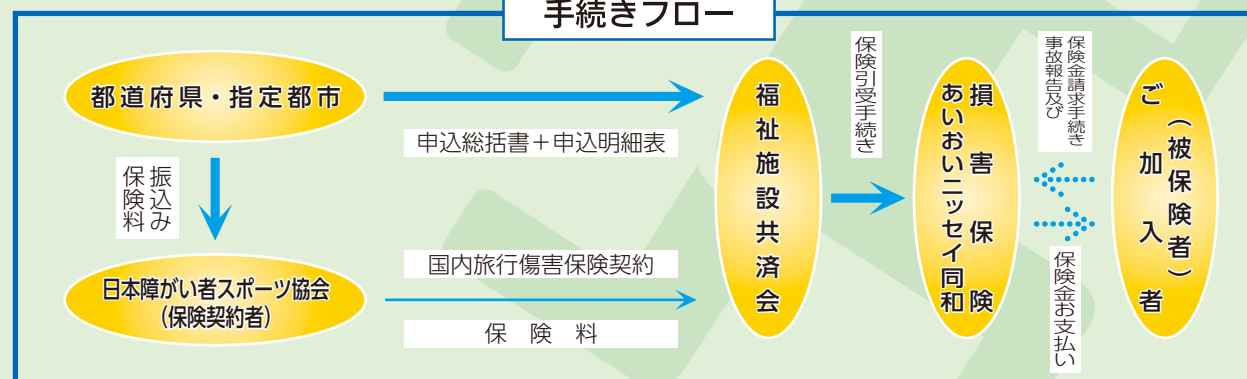 手続きフロー
都道府県・指定都市
申込総括書＋申込明細表
保険料
振込み
日本障がい者スポーツ協会
（保険契約者）
国内旅行傷害保険契約
保　険　料
福祉施設共済会
保険引受手続き
あいおいニッセイ同和
損害保険
事故報告及び
保険金請求手続き
保険金お支払い
ご加入者
（被保険者）